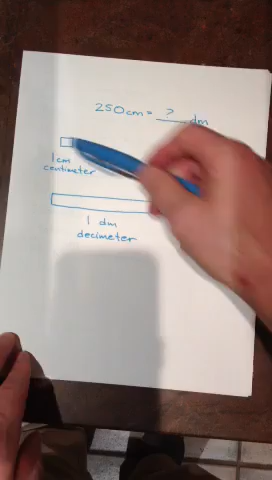 250cm = ? dm
1cm
centimeter
1 dm
decimeter